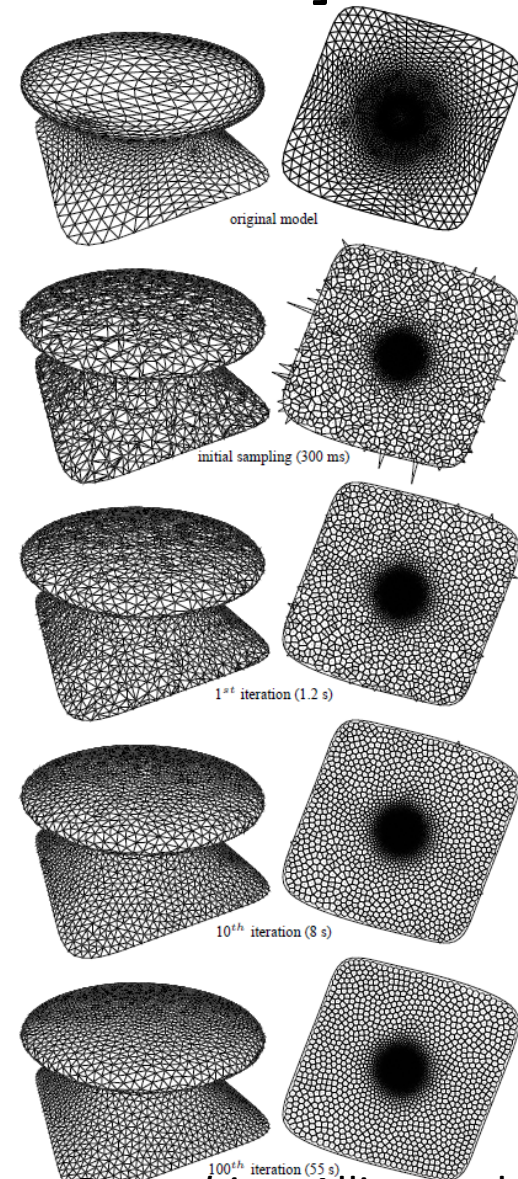 original model
initial sampling (300 ms)
1st iteration (1.2 s)
10th iteration (8 s)
100th iteration (55 s)